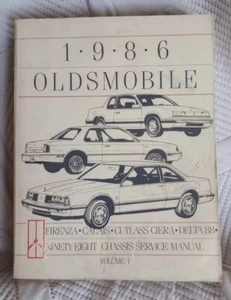 1·9·8·6
OLDSMOBILE
FIRENZA·CALAIS·CUTLASS CIERA·DELTA 88·
NINETY EIGHT CHASSIS SERVICE MANUAL
VOLUME 1